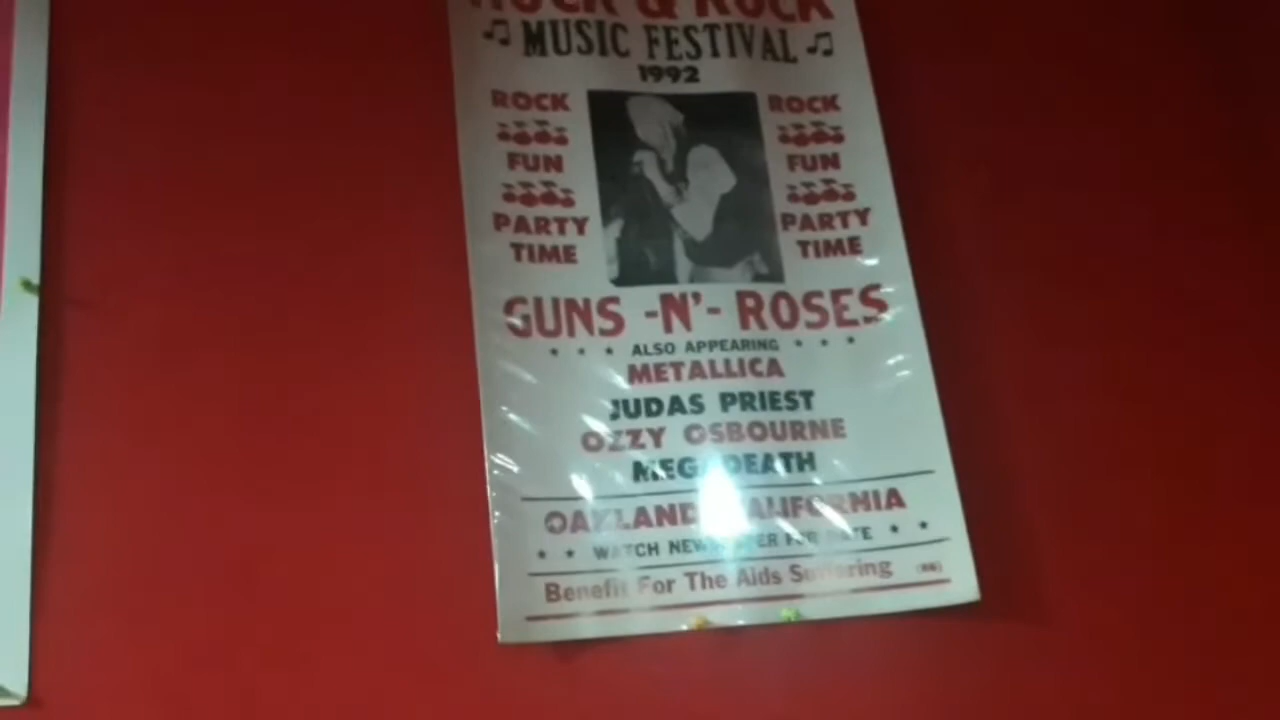 ROCK & ROCK
♫ MUSIC FESTIVAL ♫
1992
ROCK
FUN
PARTY
TIME
ROCK
FUN
PARTY
TIME
GUNS -N'- ROSES
* * * ALSO APPEARING * * *
METALLICA
JUDAS PRIEST
OZZY OSBOURNE
MEGADEATH
OAKLAND CALIFORNIA
* * WATCH NEWSPAPER FOR DATE * *
Benefit For The Aids Suffering